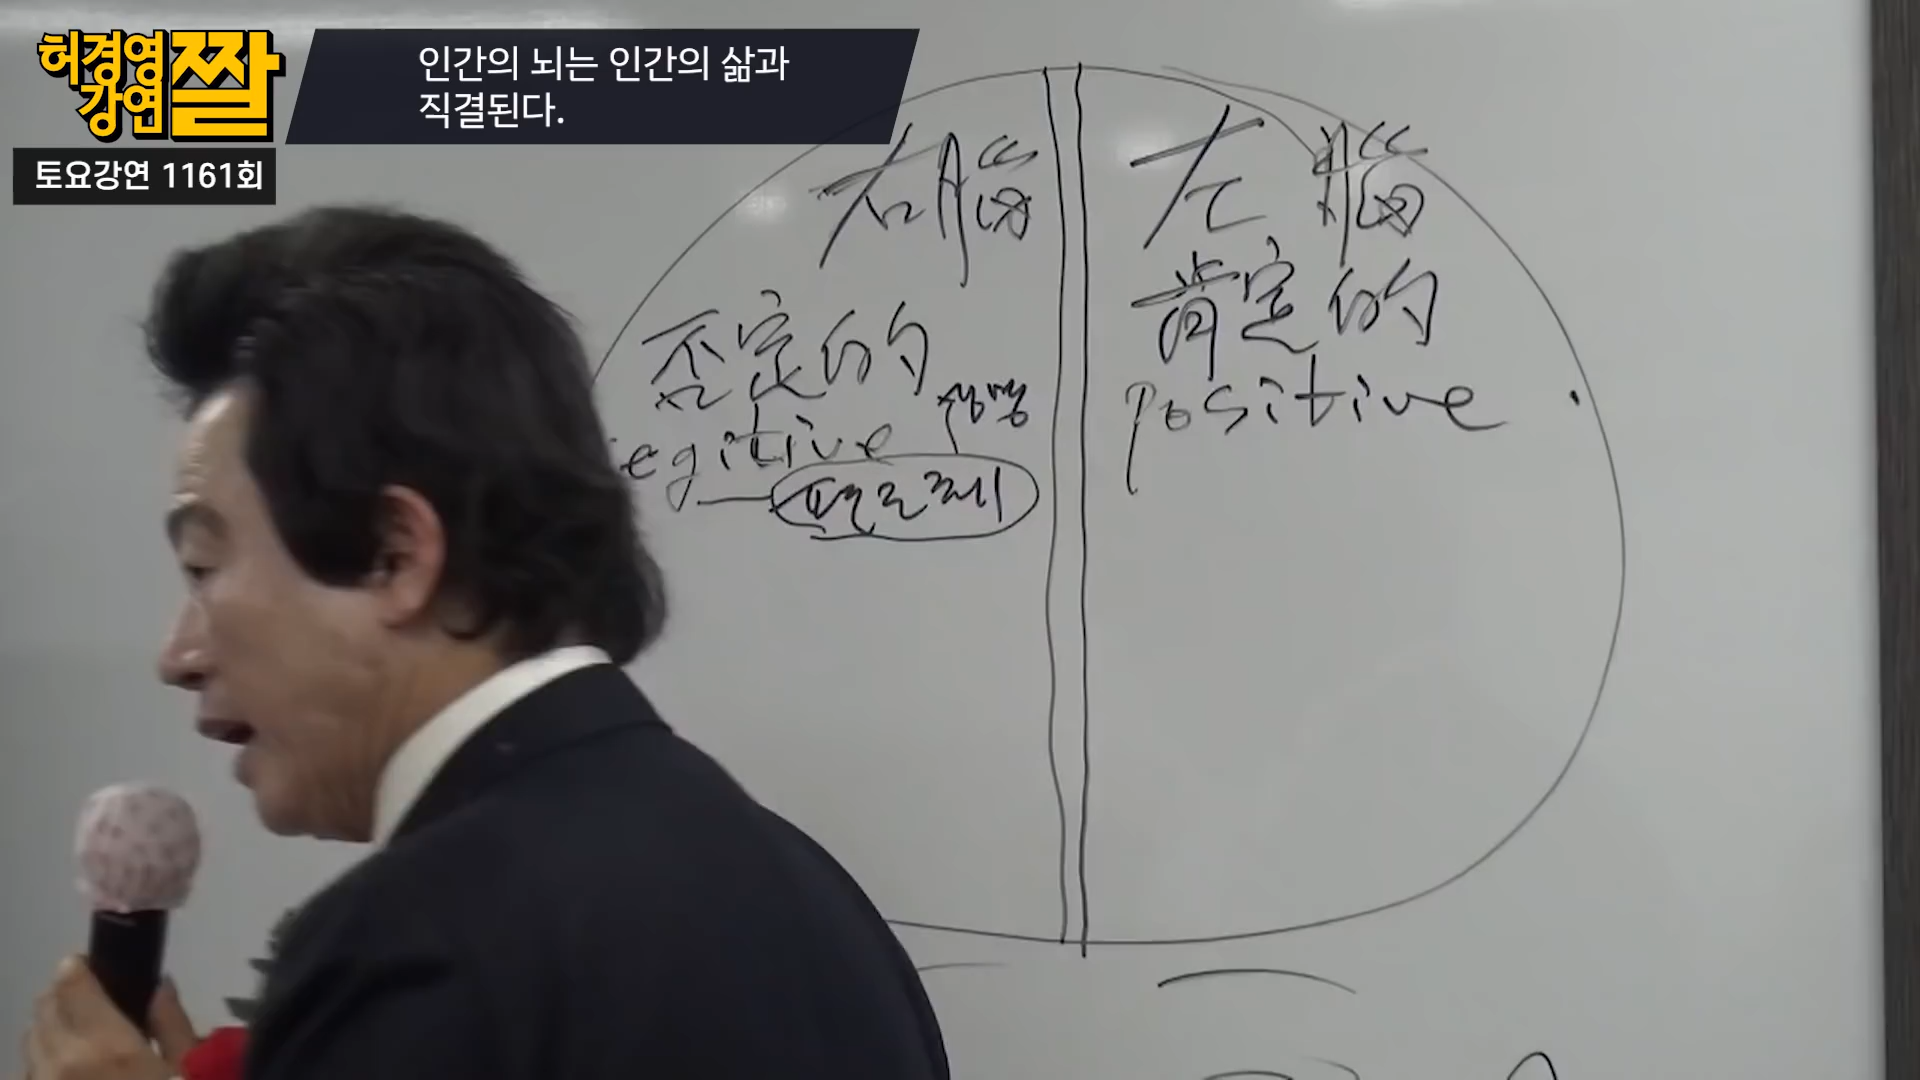 허경영
강연
짤
인간의 뇌는 인간의 삶과
직결된다.
토요강연 1161회
右腦
左腦
否定的
肯定的
positive
egitive